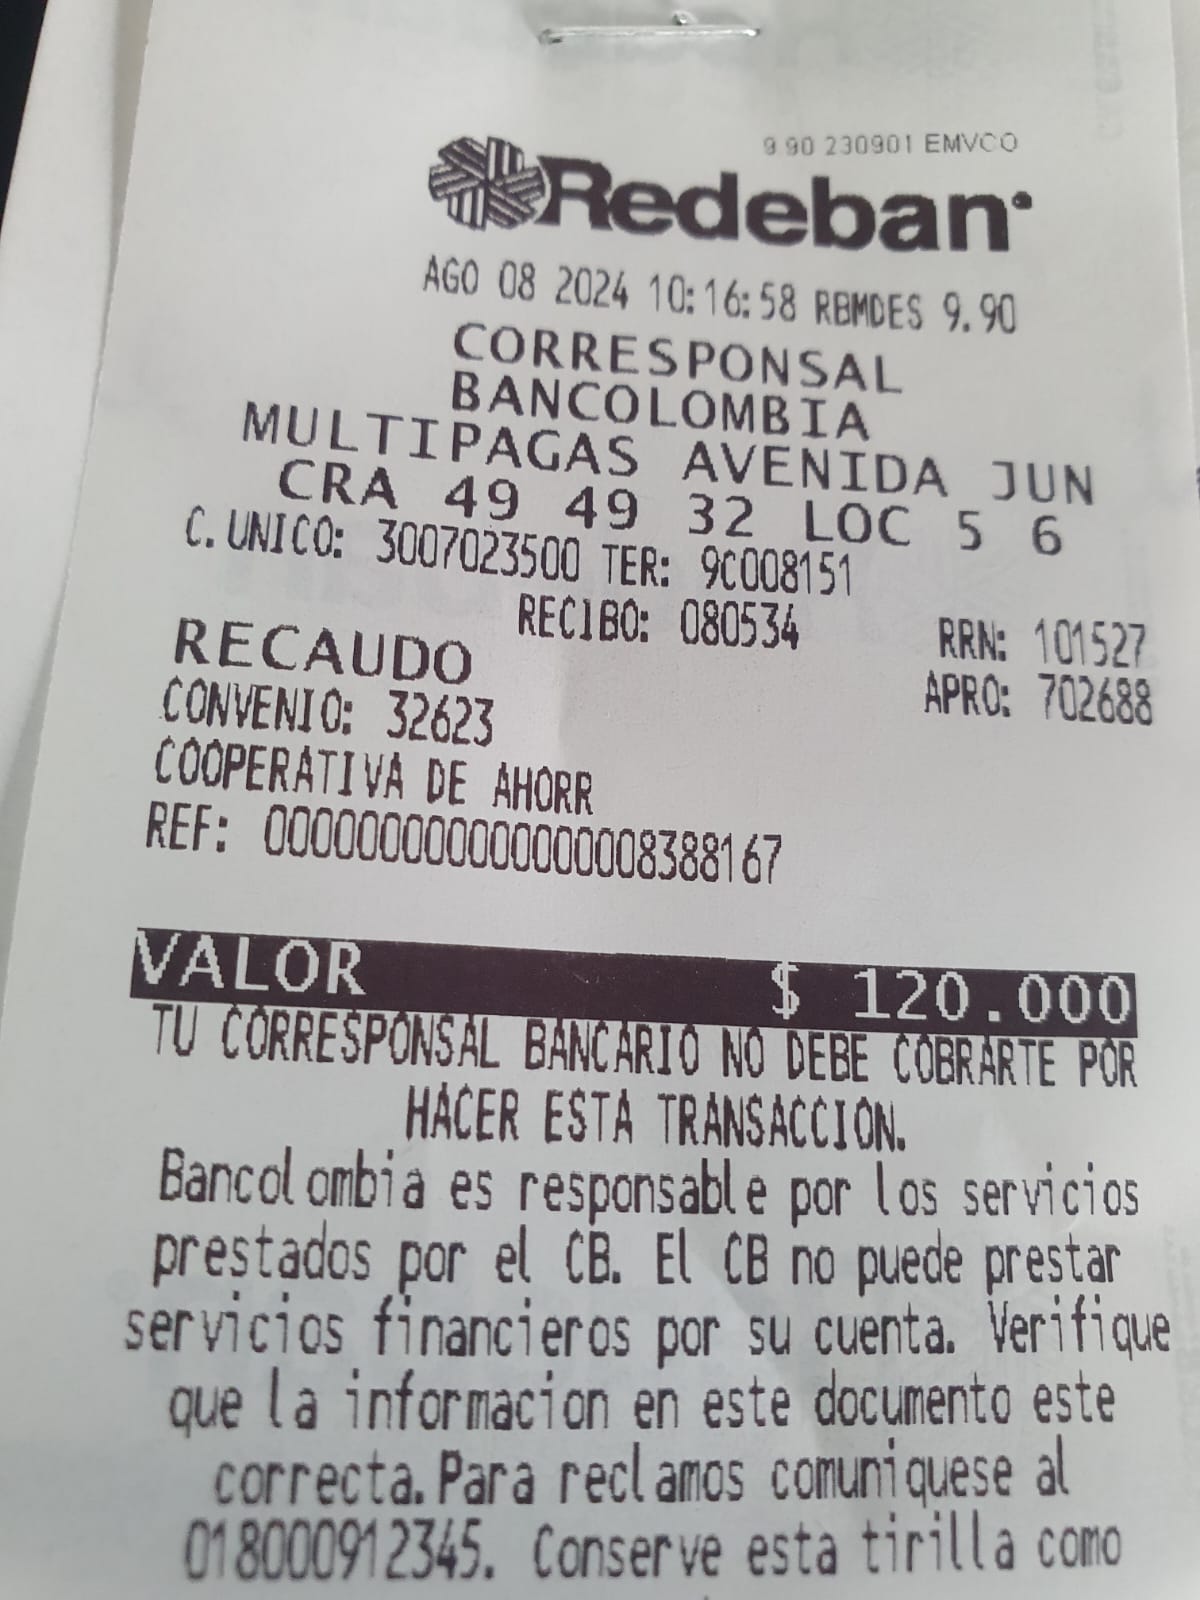 9.90 230901 EMVCO
Redeban
AGO 08 2024 10:16:58 RBMDES 9.90
CORRESPONSAL
BANCOLOMBIA
MULTIPAGAS AVENIDA JUN
CRA 49 49 32 LOC 5 6
C. UNICO: 3007023500 TER: 9C008151
RECIBO: 080534 RRN: 101527
RECAUDO APRO: 702688
CONVENIO: 32623
COOPERATIVA DE AHORR
REF: 000000000000000008388167
VALOR $ 120.000
TU CORRESPONSAL BANCARIO NO DEBE COBRARTE POR
HACER ESTA TRANSACCION.
Bancolombia es responsable por los servicios
prestados por el CB. El CB no puede prestar
servicios financieros por su cuenta. Verifique
que la informacion en este documento este
correcta. Para reclamos comuniquese al
018000912345. Conserve esta tirilla como